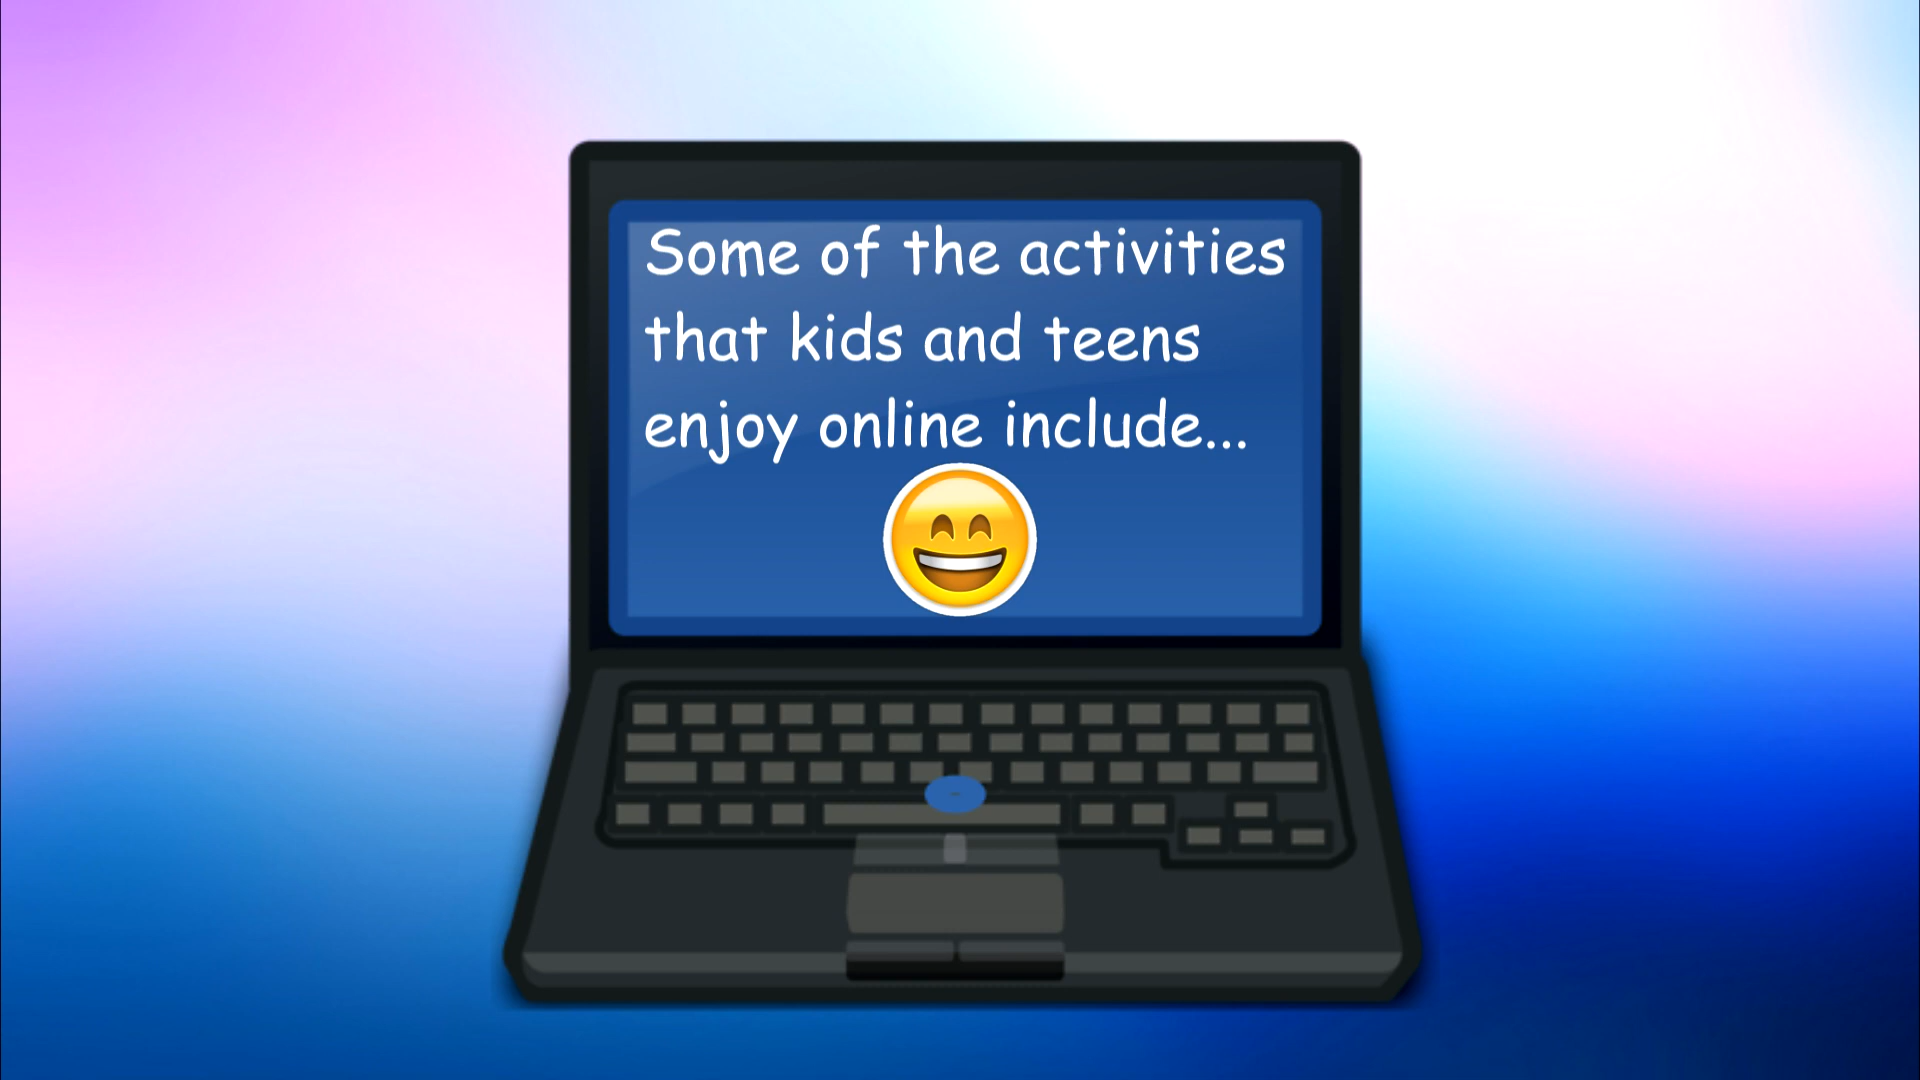 Some of the activities
that kids and teens
enjoy online include...